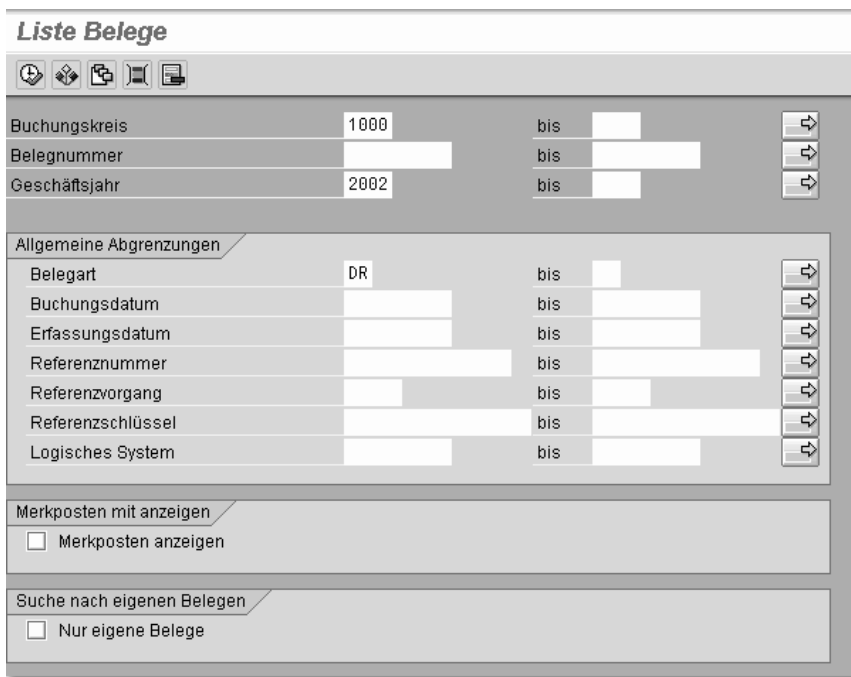 Liste Belege
Buchungskreis 1000 bis
Belegnummer bis
Geschäftsjahr 2002 bis
Allgemeine Abgrenzungen
Belegart DR bis
Buchungsdatum bis
Erfassungsdatum bis
Referenznummer bis
Referenzvorgang bis
Referenzschlüssel bis
Logisches System bis
Merkposten mit anzeigen
Merkposten anzeigen
Suche nach eigenen Belegen
Nur eigene Belege